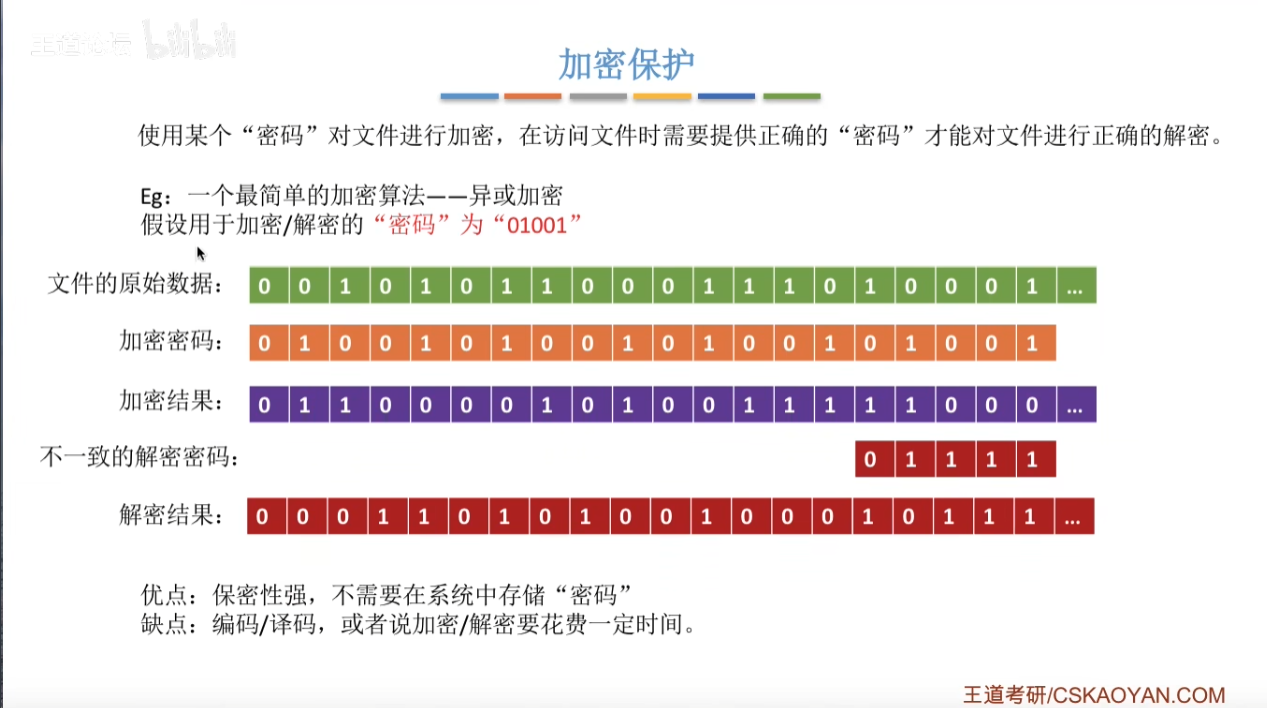 王道论坛 bilibili
加密保护
使用某个“密码”对文件进行加密，在访问文件时需要提供正确的“密码”才能对文件进行正确的解密。
Eg：一个最简单的加密算法——异或加密
假设用于加密/解密的“密码”为“01001”
文件的原始数据： 0 0 1 0 1 0 1 1 0 0 0 1 1 1 0 1 0 0 0 1 ...
加密密码： 0 1 0 0 1 0 1 0 0 1 0 1 0 0 1 0 1 0 0 1
加密结果： 0 1 1 0 0 0 0 1 0 1 0 0 1 1 1 1 1 0 0 0 ...
不一致的解密密码： 0 1 1 1 1
解密结果： 0 0 0 1 1 0 1 0 1 0 0 1 0 0 0 1 0 1 1 1 ...
优点：保密性强，不需要在系统中存储“密码”
缺点：编码/译码，或者说加密/解密要花费一定时间。
王道考研/CSKAOYAN.COM